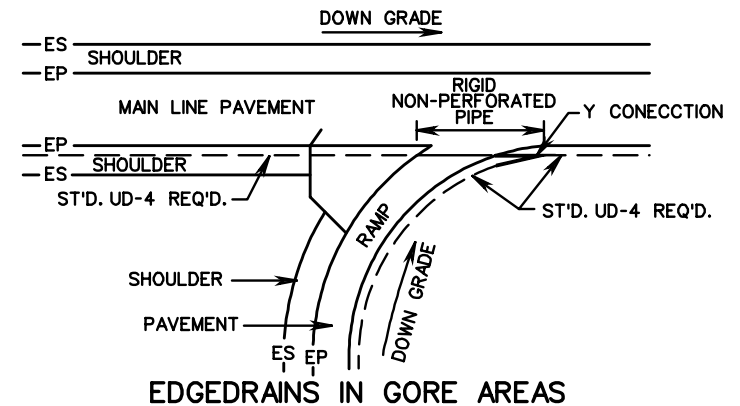 DOWN GRADE
ES
SHOULDER
EP
RIGID
NON-PERFORATED
PIPE
MAIN LINE PAVEMENT
Y CONECCTION
EP
SHOULDER
ES
ST'D. UD-4 REQ'D.
ST'D. UD-4 REQ'D.
RAMP
SHOULDER
DOWN GRADE
PAVEMENT
ES EP
EDGEDRAINS IN GORE AREAS